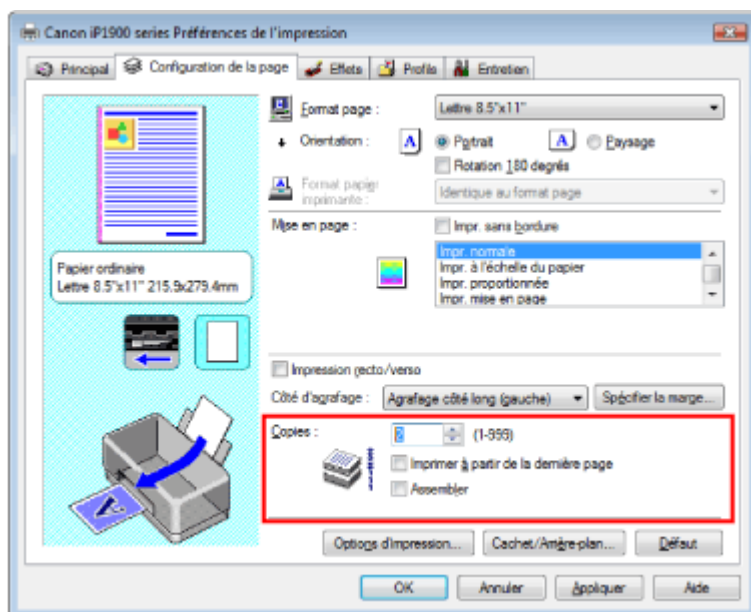 Canon iP1900 series Préférences de l'impression
Principal Configuration de la page Effets Profils Entretien
Format page : Lettre 8.5"x11"
Orientation : A Portrait A Paysage
Rotation 180 degrés
Format papier imprimante : Identique au format page
Mise en page : Impr. sans bordure
Impr. normale
Impr. à l'échelle du papier
Impr. proportionnée
Impr. mise en page
Papier ordinaire
Lettre 8.5"x11" 215.9x279.4mm
Impression recto/verso
Côté d'agrafage : Agrafage côté long (gauche) Spécifier la marge...
Copies : 2 (1-999)
Imprimer à partir de la dernière page
Assembler
Options d'impression... Cachet/Arrière-plan... Défaut
OK Annuler Appliquer Aide